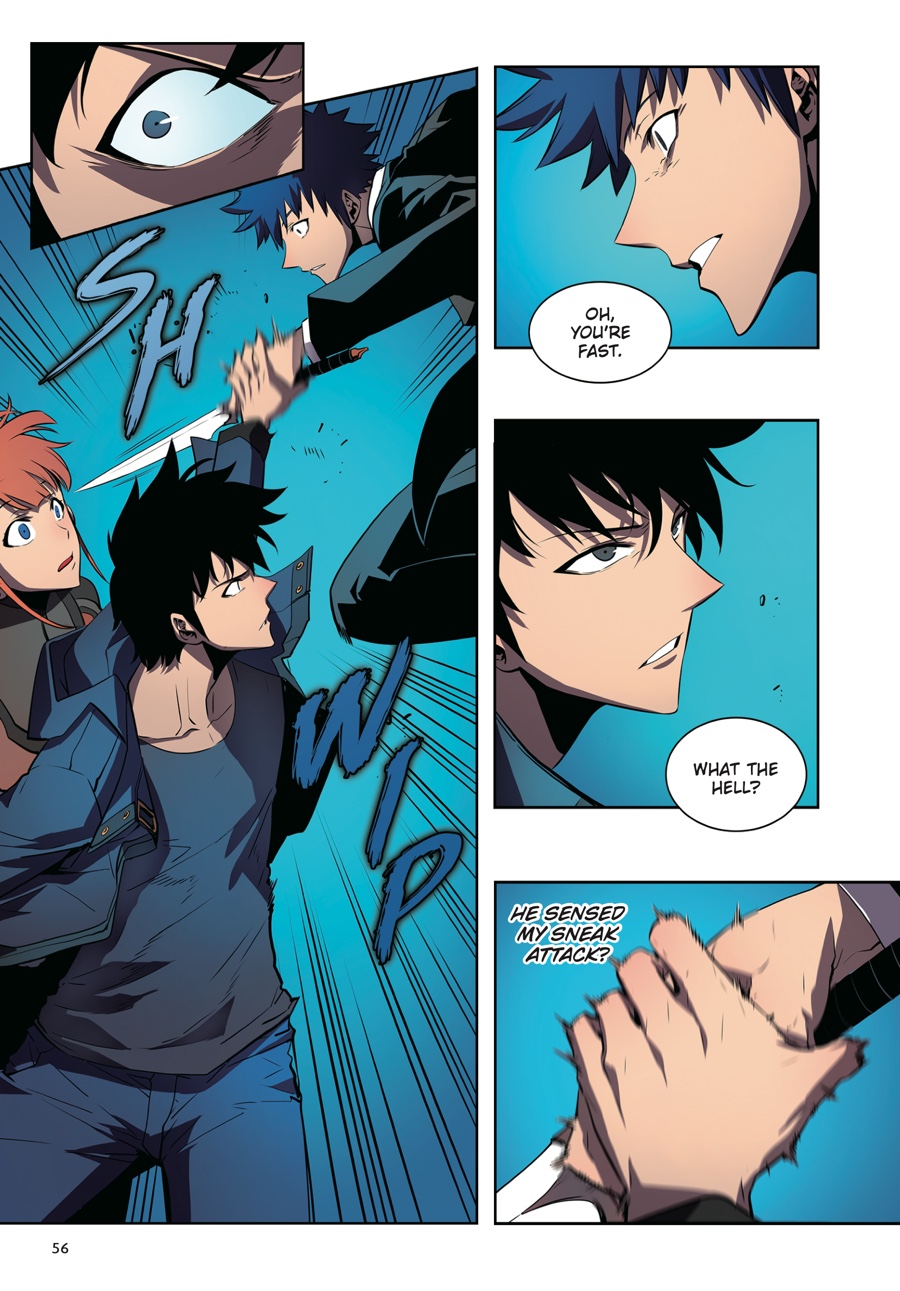 SH
WIP
OH,
YOU'RE
FAST.
WHAT THE
HELL?
HE SENSED
MY SNEAK
ATTACK?
56